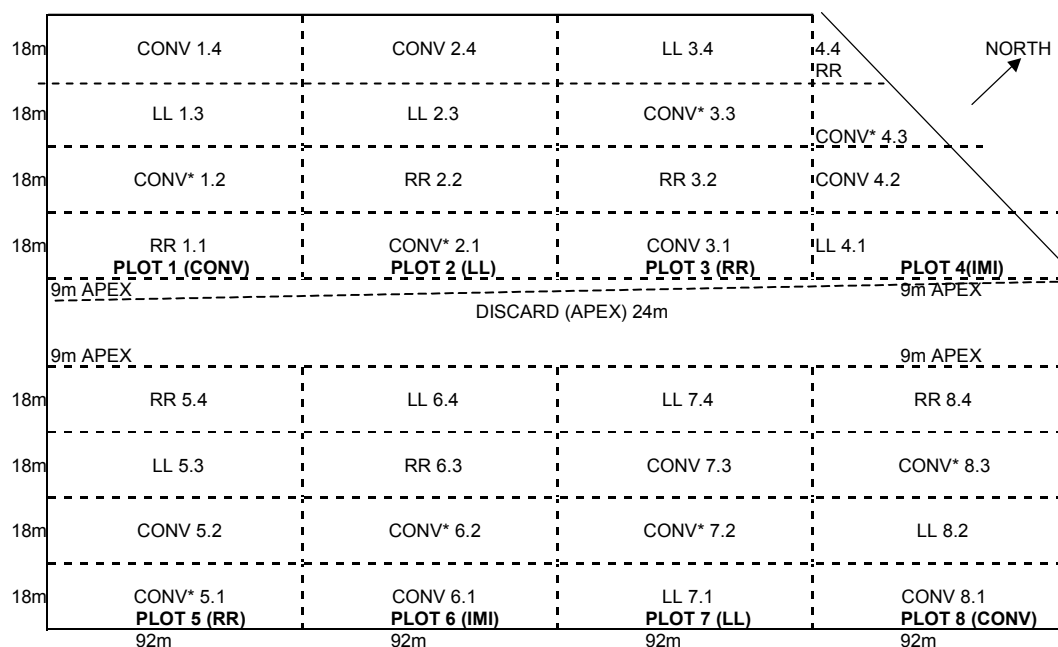 18m CONV 1.4 CONV 2.4 LL 3.4 4.4 NORTH
RR
18m LL 1.3 LL 2.3 CONV* 3.3
CONV* 4.3
18m CONV* 1.2 RR 2.2 RR 3.2 CONV 4.2
18m RR 1.1 CONV* 2.1 CONV 3.1 LL 4.1
PLOT 1 (CONV) PLOT 2 (LL) PLOT 3 (RR) PLOT 4(IMI)
9m APEX 9m APEX
DISCARD (APEX) 24m
9m APEX 9m APEX
18m RR 5.4 LL 6.4 LL 7.4 RR 8.4
18m LL 5.3 RR 6.3 CONV 7.3 CONV* 8.3
18m CONV 5.2 CONV* 6.2 CONV* 7.2 LL 8.2
18m CONV* 5.1 CONV 6.1 LL 7.1 CONV 8.1
PLOT 5 (RR) PLOT 6 (IMI) PLOT 7 (LL) PLOT 8 (CONV)
92m 92m 92m 92m